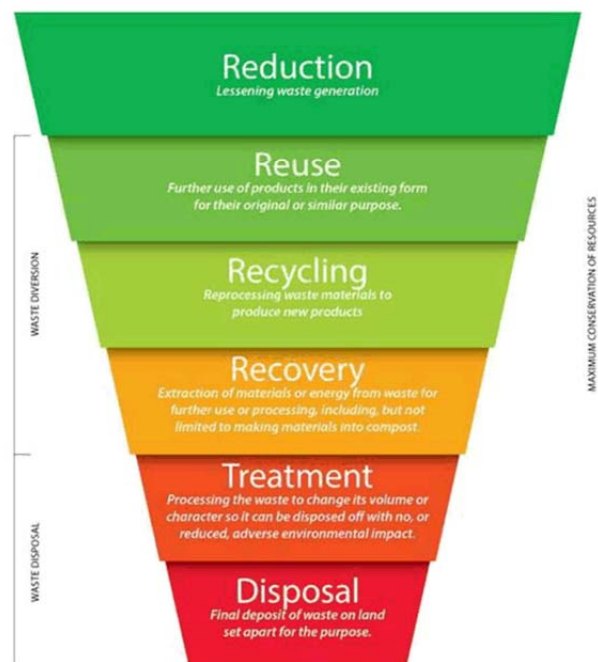 Reduction
Lessening waste generation
Reuse
Further use of products in their existing form
for their original or similar purpose.
Recycling
Reprocessing waste materials to
produce new products
Recovery
Extraction of materials or energy from waste for
further use or processing, including, but not
limited to making materials into compost.
Treatment
Processing the waste to change its volume or
character so it can be disposed off with no, or
reduced, adverse environmental impact.
Disposal
Final deposit of waste on land
set apart for the purpose.
WASTE DIVERSION
WASTE DISPOSAL
MAXIMUM CONSERVATION OF RESOURCES